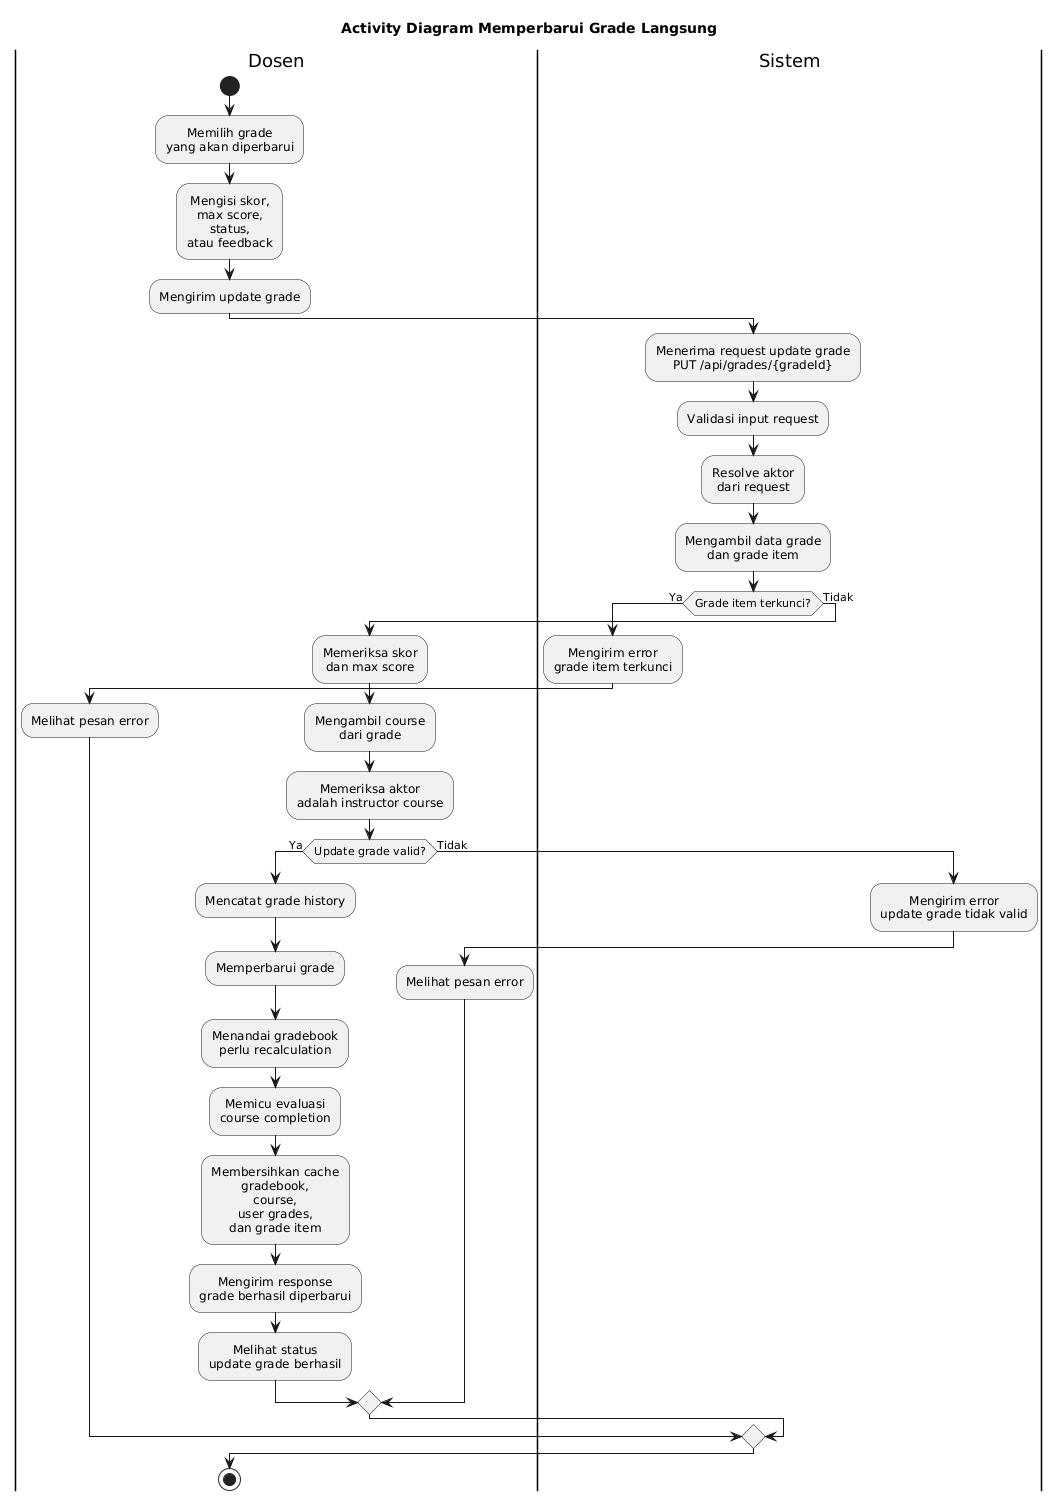 Activity Diagram Memperbarui Grade Langsung
Dosen
Sistem
Memilih grade
yang akan diperbarui
Mengisi skor,
max score,
status,
atau feedback
Mengirim update grade
Menerima request update grade
PUT /api/grades/{gradeId}
Validasi input request
Resolve aktor
dari request
Mengambil data grade
dan grade item
Ya
Grade item terkunci?
Tidak
Memeriksa skor
dan max score
Mengirim error
grade item terkunci
Melihat pesan error
Mengambil course
dari grade
Memeriksa aktor
adalah instructor course
Ya
Update grade valid?
Tidak
Mencatat grade history
Mengirim error
update grade tidak valid
Memperbarui grade
Melihat pesan error
Menandai gradebook
perlu recalculation
Memicu evaluasi
course completion
Membersihkan cache
gradebook,
course,
user grades,
dan grade item
Mengirim response
grade berhasil diperbarui
Melihat status
update grade berhasil